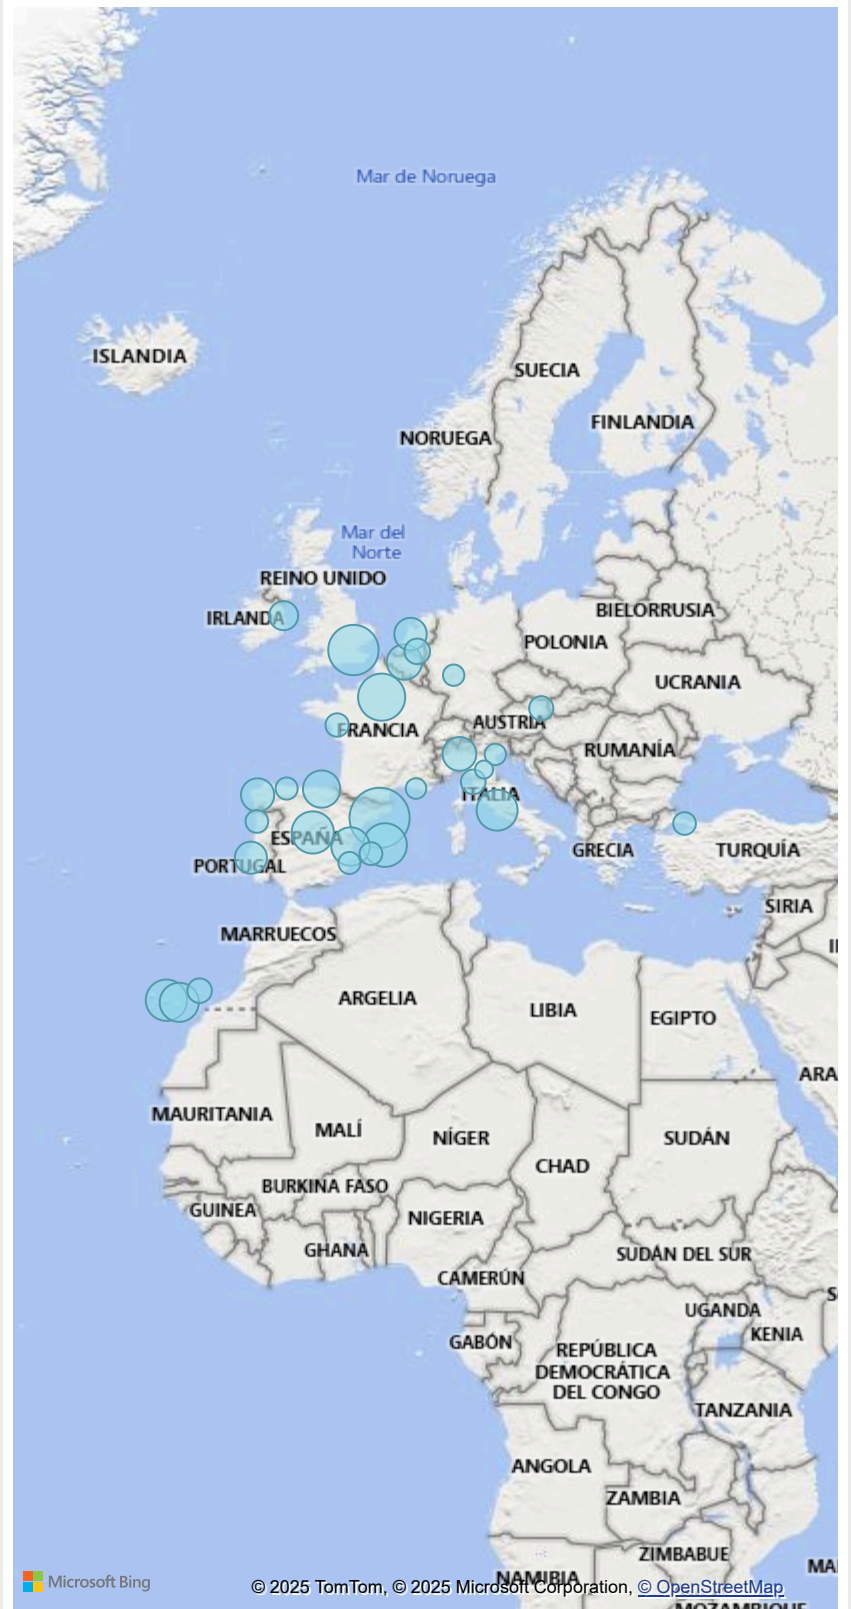 Mar de Noruega
ISLANDIA
SUECIA
FINLANDIA
NORUEGA
Mar del
Norte
REINO UNIDO
IRLANDA
BIELORRUSIA
POLONIA
UCRANIA
AUSTRIA
FRANCIA
RUMANÍA
ITALIA
ESPAÑA
GRECIA
TURQUÍA
PORTUGAL
SIRIA
MARRUECOS
ARGELIA
LIBIA
EGIPTO
ARA
MAURITANIA
MALÍ
NÍGER
SUDÁN
CHAD
BURKINA FASO
GUINEA
NIGERIA
GHANA
SUDÁN DEL SUR
CAMERÚN
UGANDA
KENIA
GABÓN
REPÚBLICA
DEMOCRÁTICA
DEL CONGO
TANZANIA
ANGOLA
ZAMBIA
ZIMBABUE
MA
NAMIBIA
Microsoft Bing
© 2025 TomTom, © 2025 Microsoft Corporation, © OpenStreetMap
MOZAMBIQUE